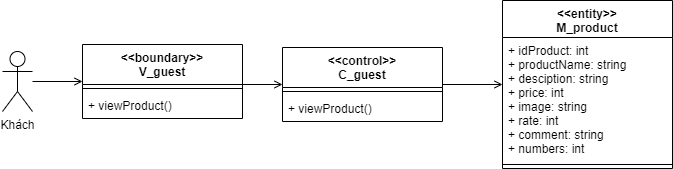 Khách
<<boundary>>
V_guest
+ viewProduct()
<<control>>
C_guest
+ viewProduct()
<<entity>>
M_product
+ idProduct: int
+ productName: string
+ desciption: string
+ price: int
+ image: string
+ rate: int
+ comment: string
+ numbers: int